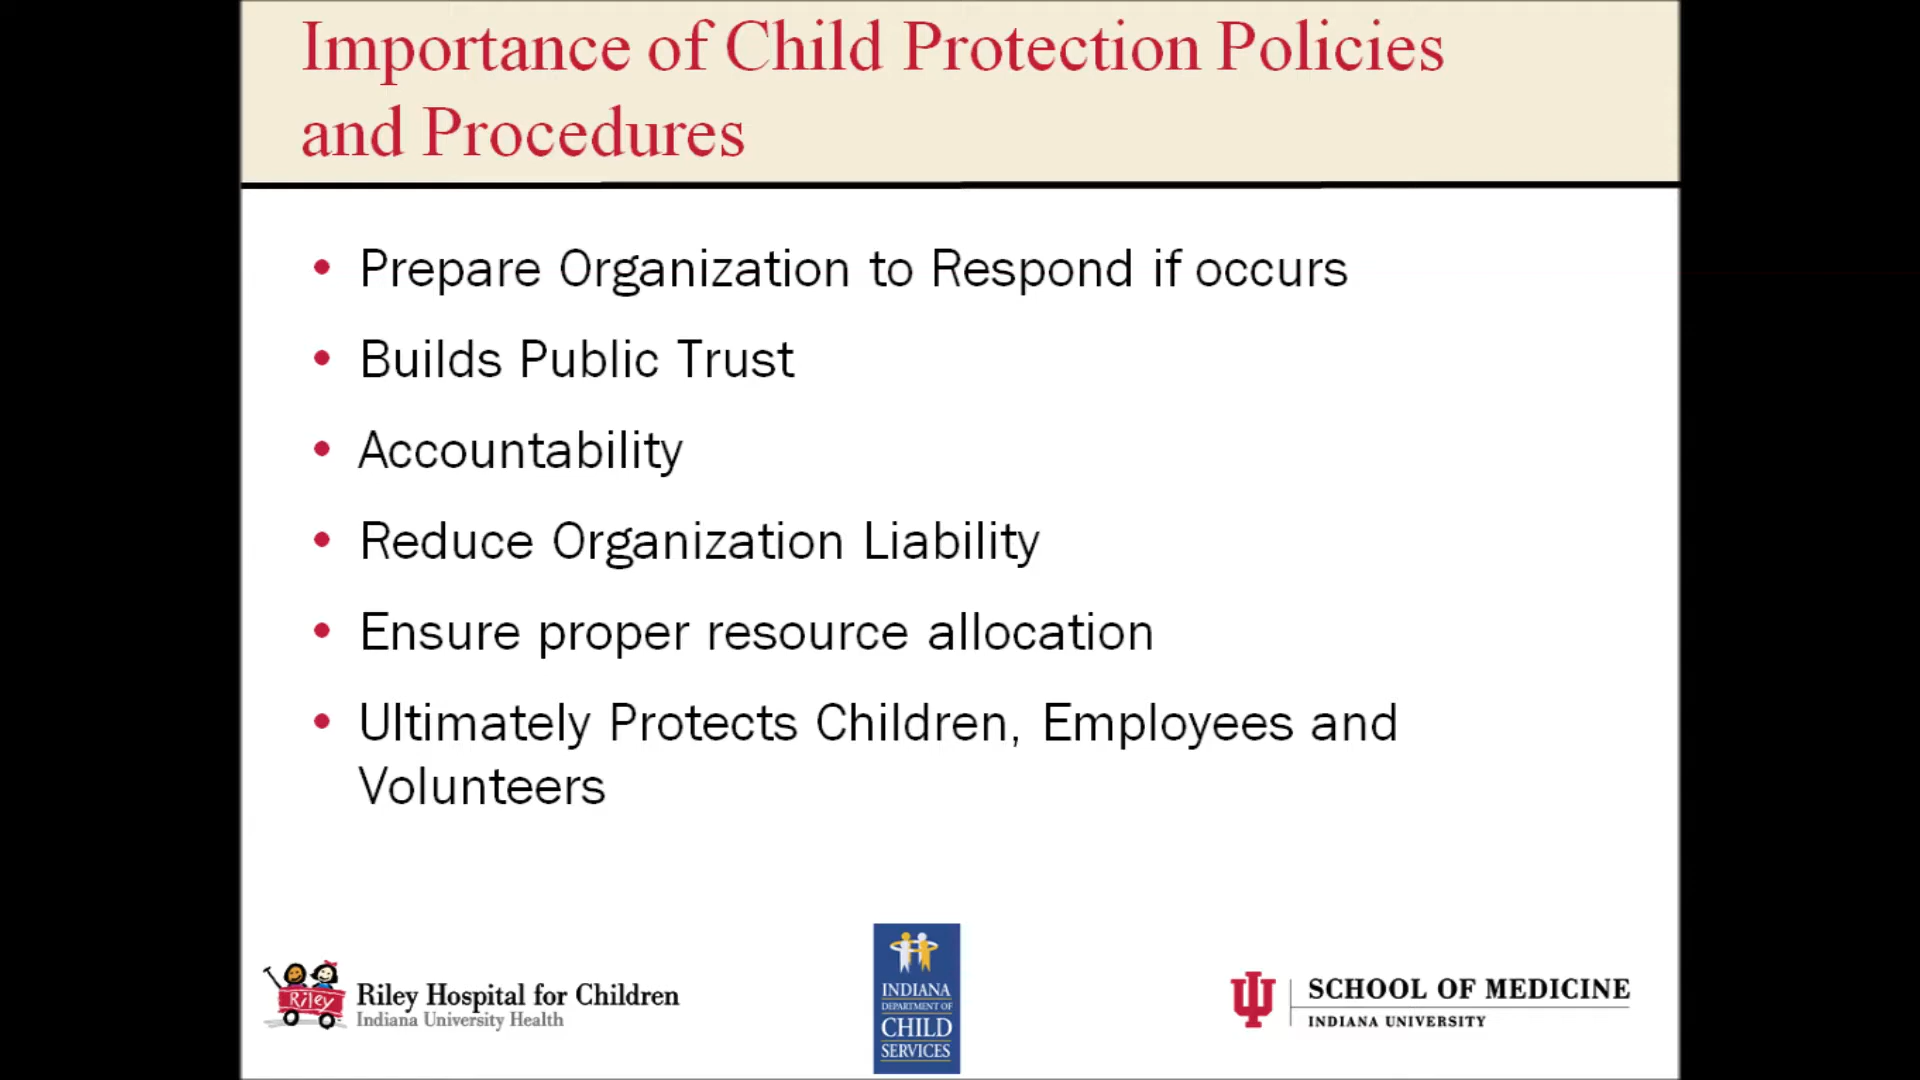 Importance of Child Protection Policies
and Procedures
• Prepare Organization to Respond if occurs
• Builds Public Trust
• Accountability
• Reduce Organization Liability
• Ensure proper resource allocation
• Ultimately Protects Children, Employees and
Volunteers
Riley
Riley Hospital for Children
Indiana University Health
INDIANA
DEPARTMENT OF
CHILD
SERVICES
SCHOOL OF MEDICINE
INDIANA UNIVERSITY